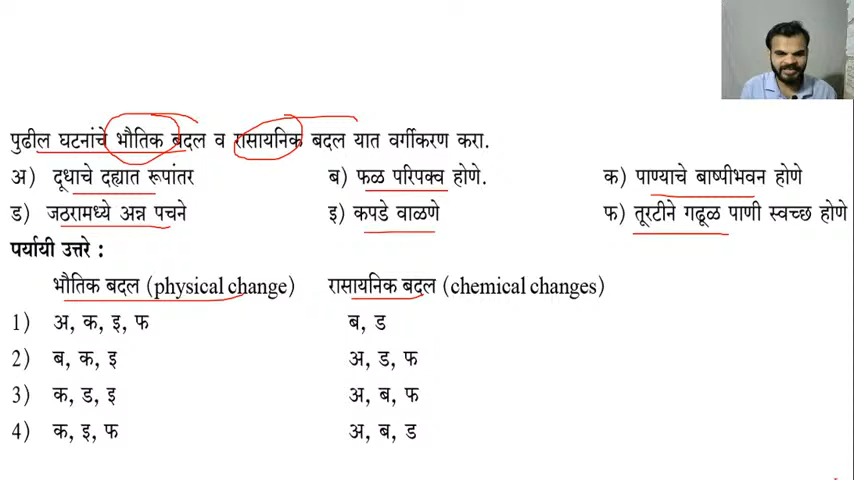 पुढील घटनांचे भौतिक बदल व रासायनिक बदल यात वर्गीकरण करा.
अ) दूधाचे दह्यात रूपांतर ब) फळ परिपक्व होणे. क) पाण्याचे बाष्पीभवन होणे
ड) जठरामध्ये अन्न पचने इ) कपडे वाळणे फ) तूरटीने गढूळ पाणी स्वच्छ होणे
पर्यायी उत्तरे :
भौतिक बदल (physical change) रासायनिक बदल (chemical changes)
1) अ, क, इ, फ ब, ड
2) ब, क, इ अ, ड, फ
3) क, ड, इ अ, ब, फ
4) क, इ, फ अ, ब, ड